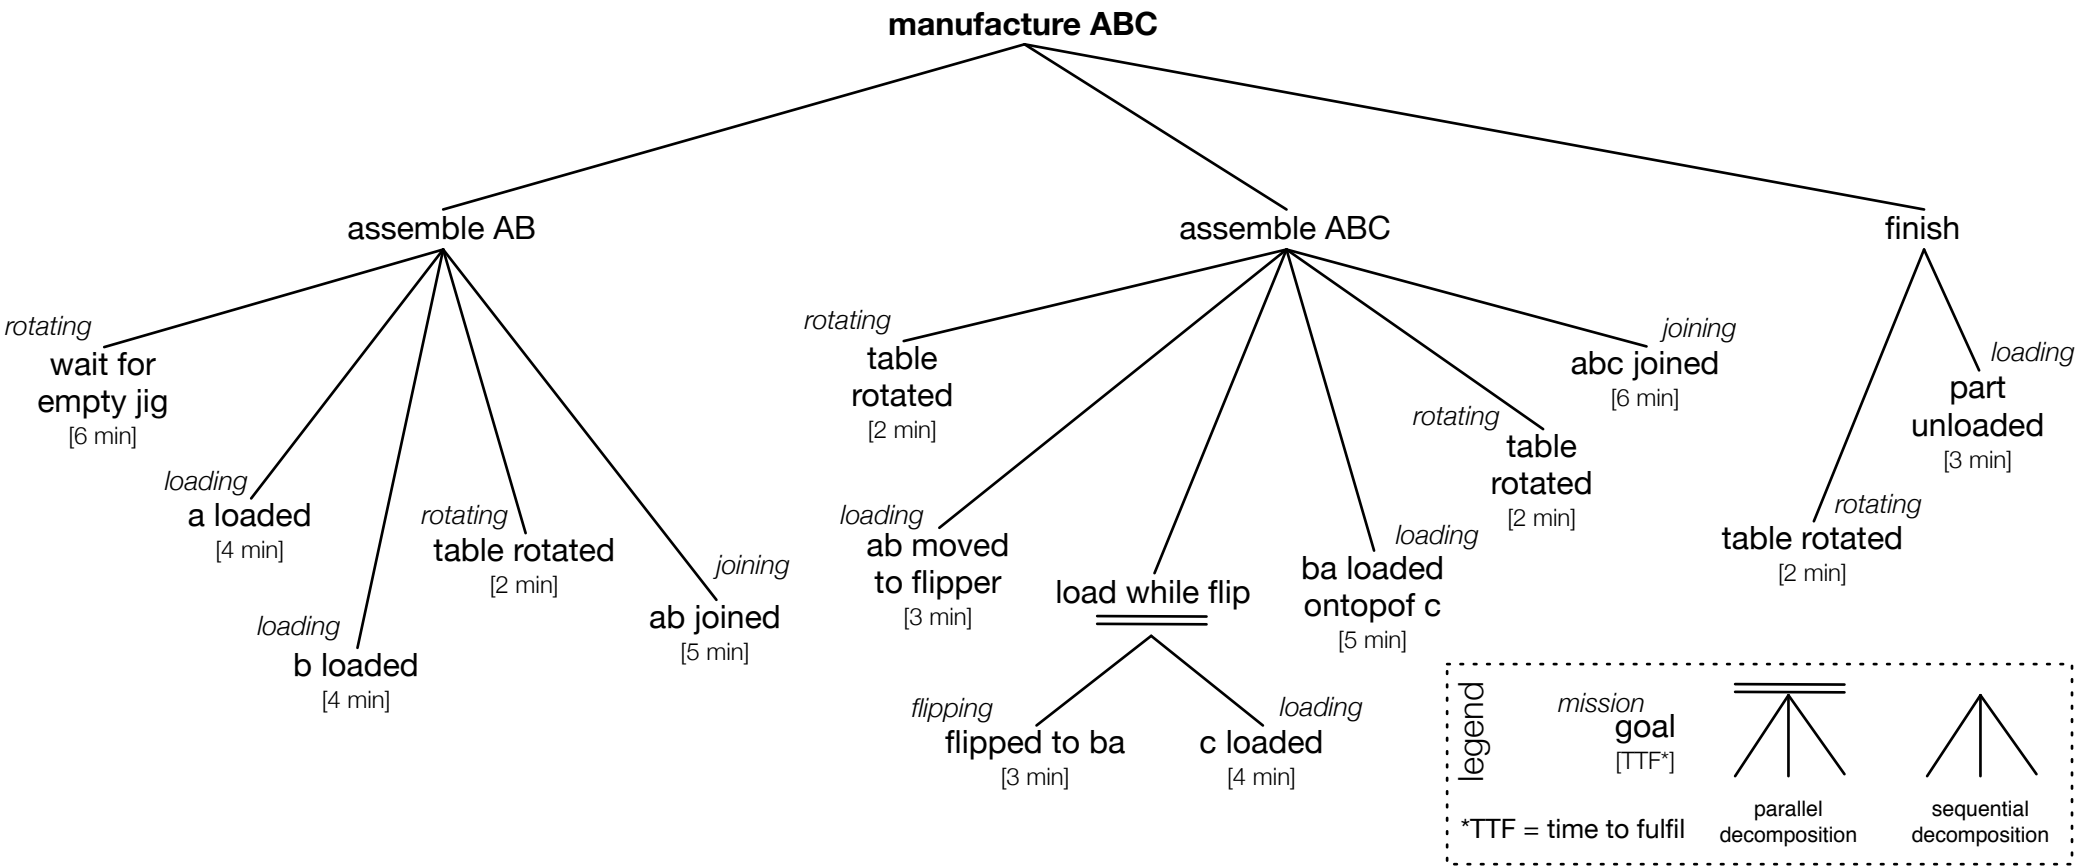 manufacture ABC
assemble AB
assemble ABC
finish
rotating
wait for
empty jig
[6 min]
loading
a loaded
[4 min]
loading
b loaded
[4 min]
rotating
table rotated
[2 min]
joining
ab joined
[5 min]
rotating
table
rotated
[2 min]
loading
ab moved
to flipper
[3 min]
load while flip
flipping
flipped to ba
[3 min]
loading
c loaded
[4 min]
loading
ba loaded
ontopof c
[5 min]
rotating
table
rotated
[2 min]
joining
abc joined
[6 min]
rotating
table rotated
[2 min]
loading
part
unloaded
[3 min]
legend
mission
goal
[TTF*]
*TTF = time to fulfil
parallel
decomposition
sequential
decomposition